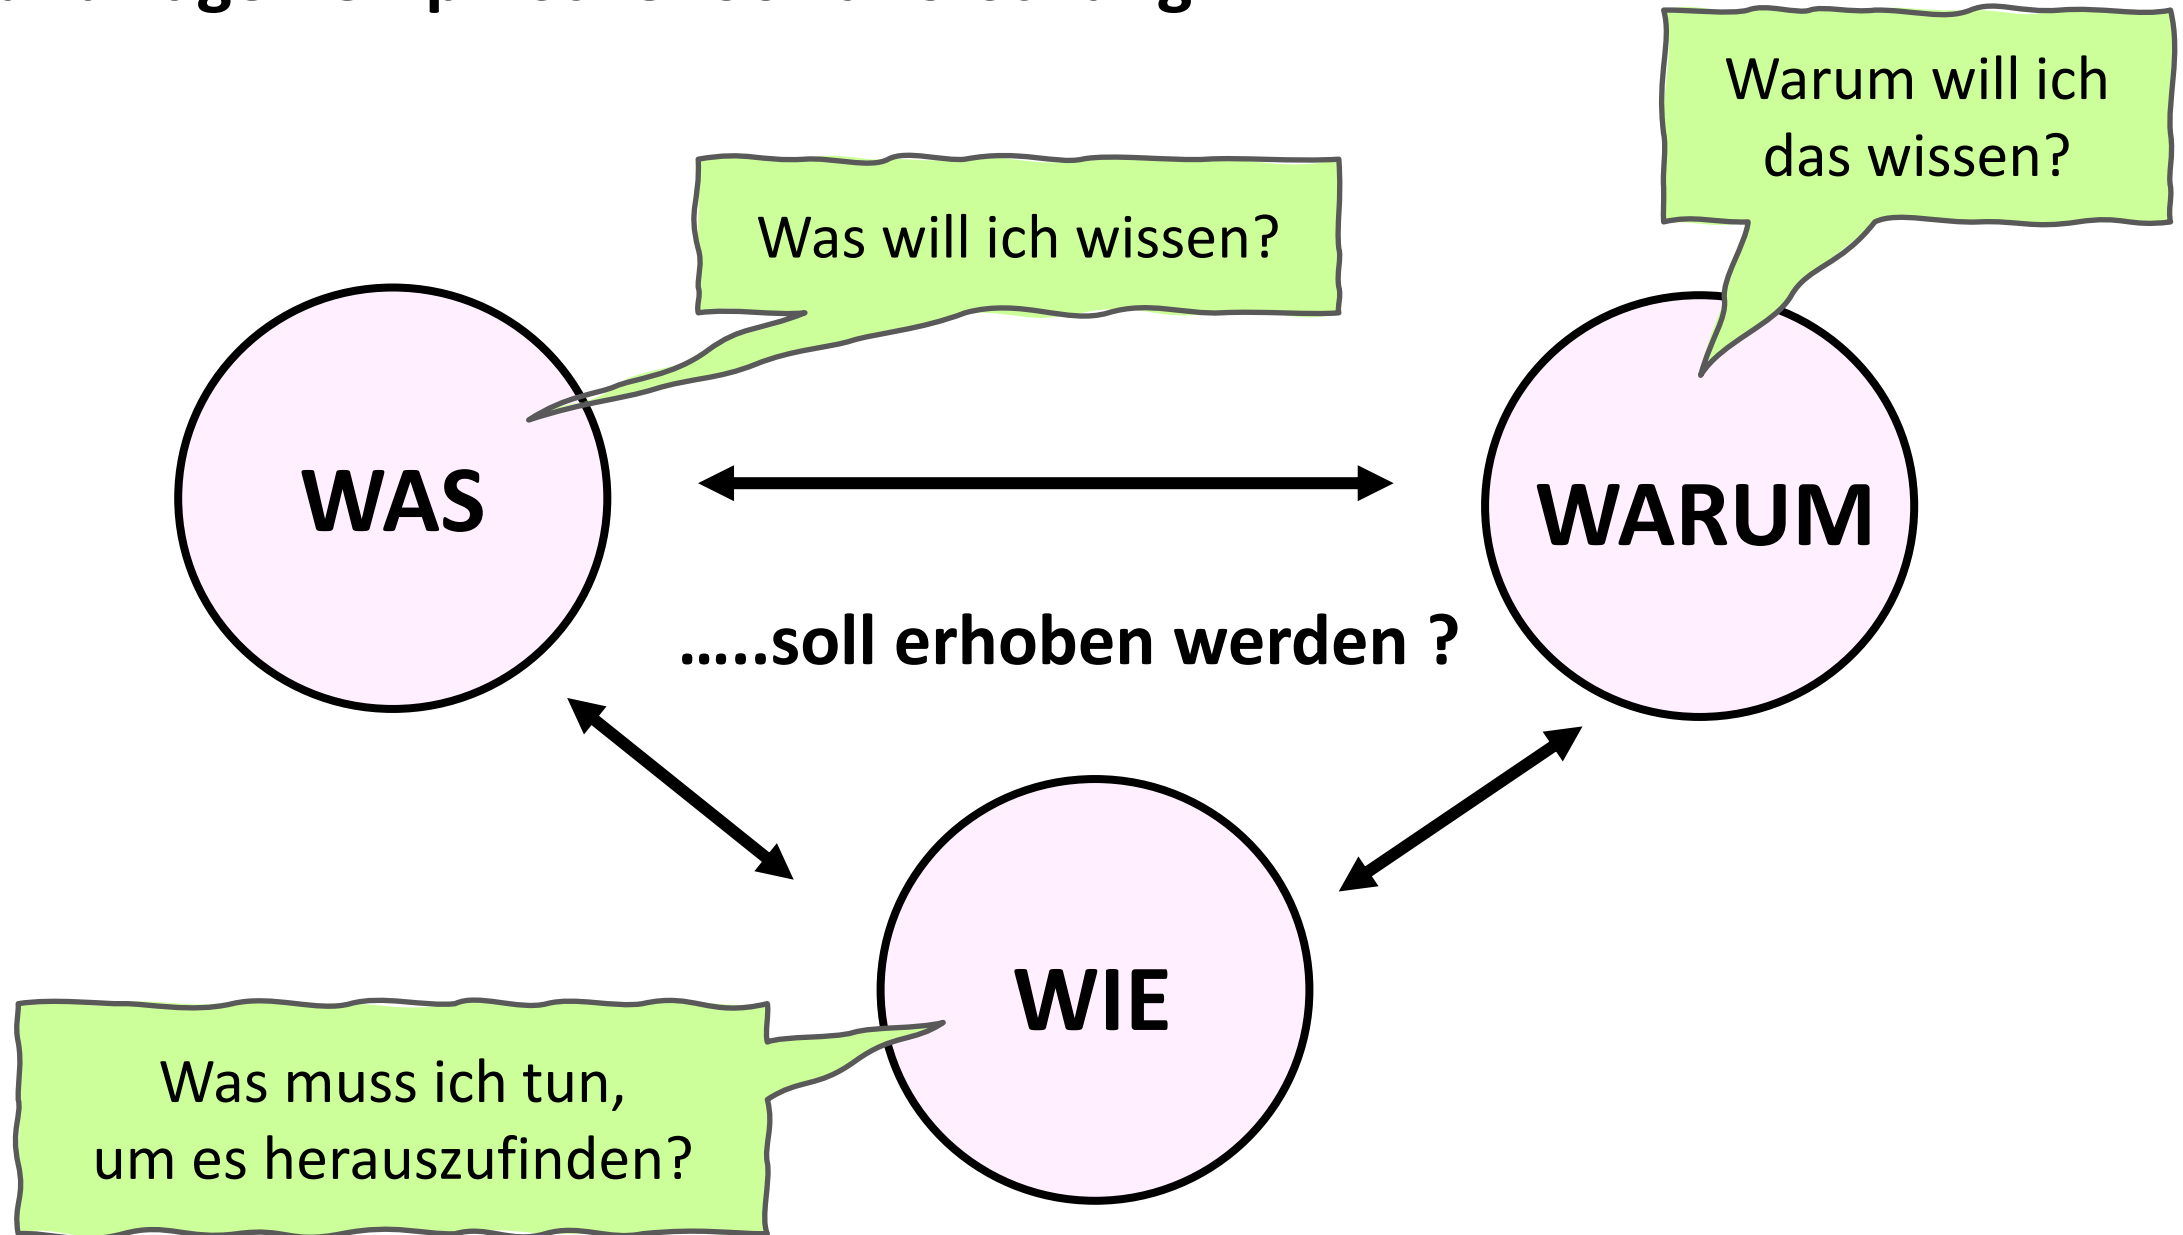 Warum will ich
das wissen?
Was will ich wissen?
WAS
WARUM
.....soll erhoben werden ?
WIE
Was muss ich tun,
um es herauszufinden?